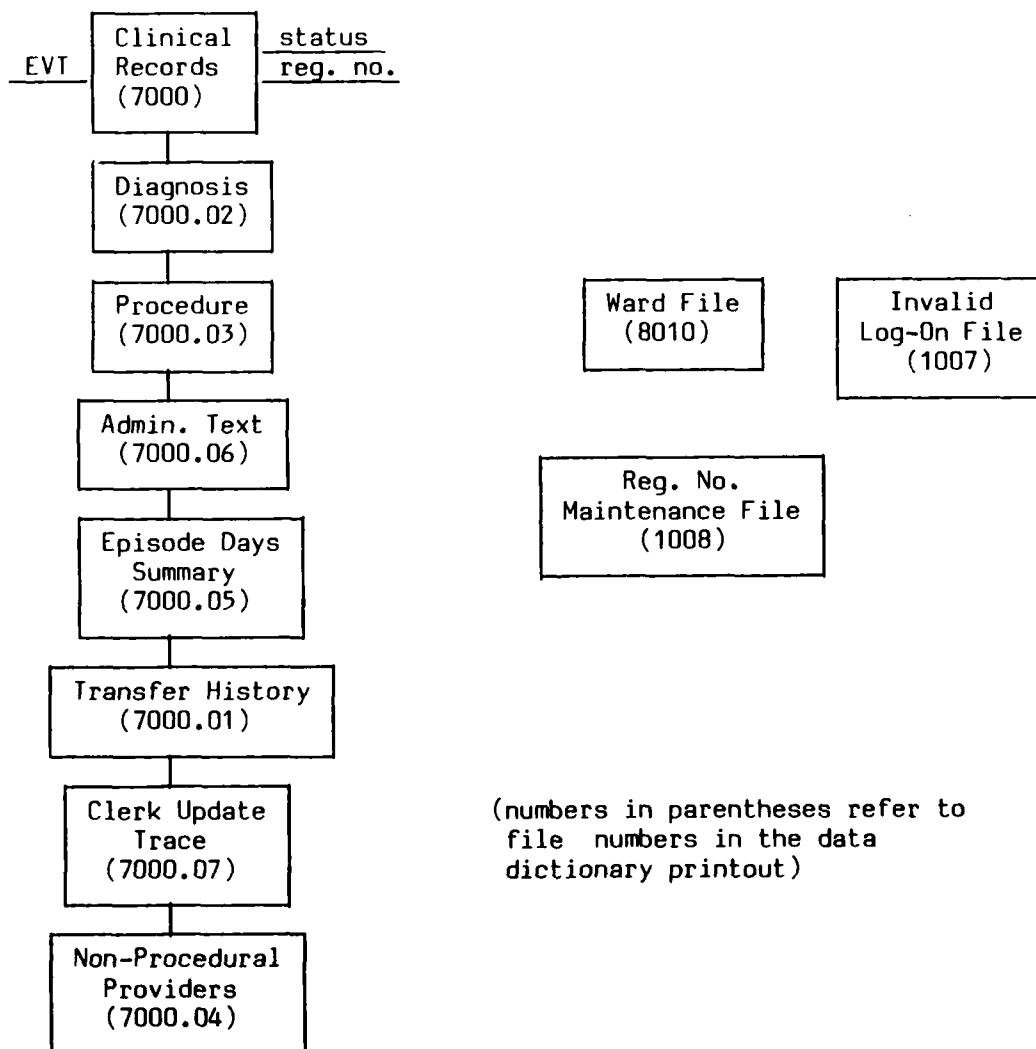 EVT
Clinical
Records
(7000)
status
reg. no.
Diagnosis
(7000.02)
Procedure
(7000.03)
Ward File
(8010)
Invalid
Log-On File
(1007)
Admin. Text
(7000.06)
Reg. No.
Maintenance File
(1008)
Episode Days
Summary
(7000.05)
Transfer History
(7000.01)
Clerk Update
Trace
(7000.07)
(numbers in parentheses refer to
file numbers in the data
dictionary printout)
Non-Procedural
Providers
(7000.04)